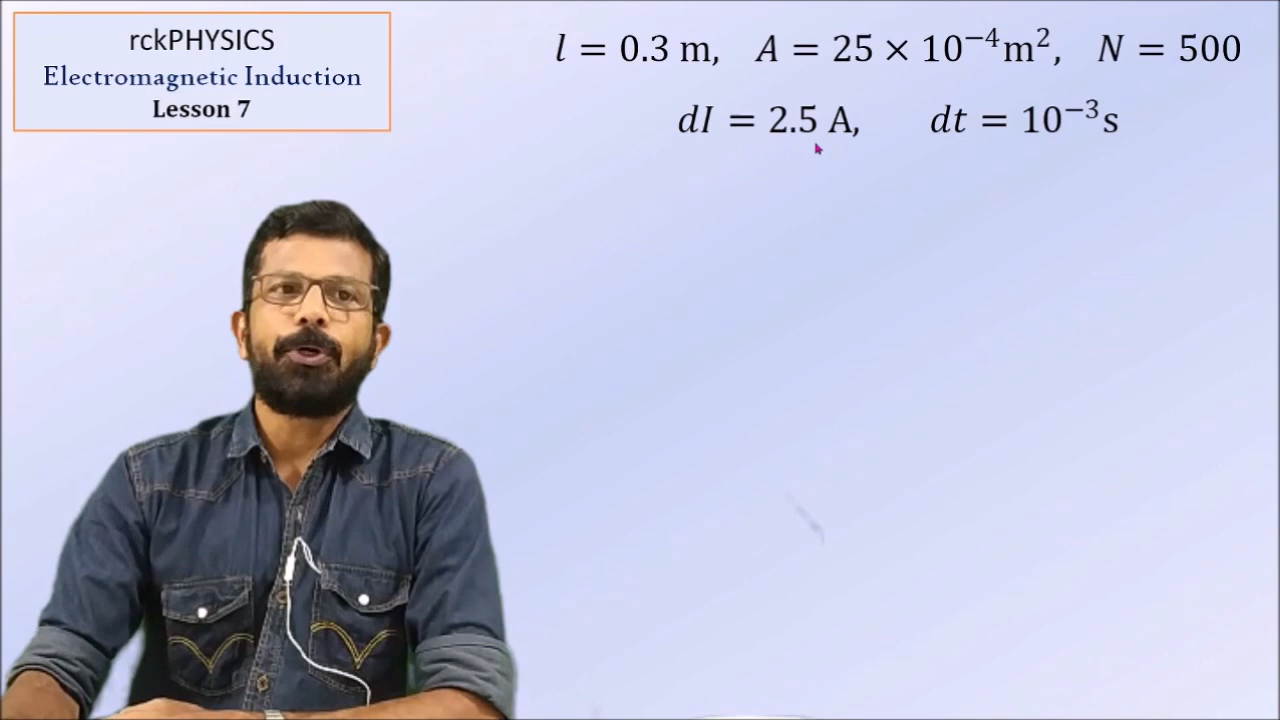 rckPHYSICS
Electromagnetic Induction
Lesson 7
l = 0.3 m, A = 25 × 10⁻⁴m², N = 500
dI = 2.5 A, dt = 10⁻³s